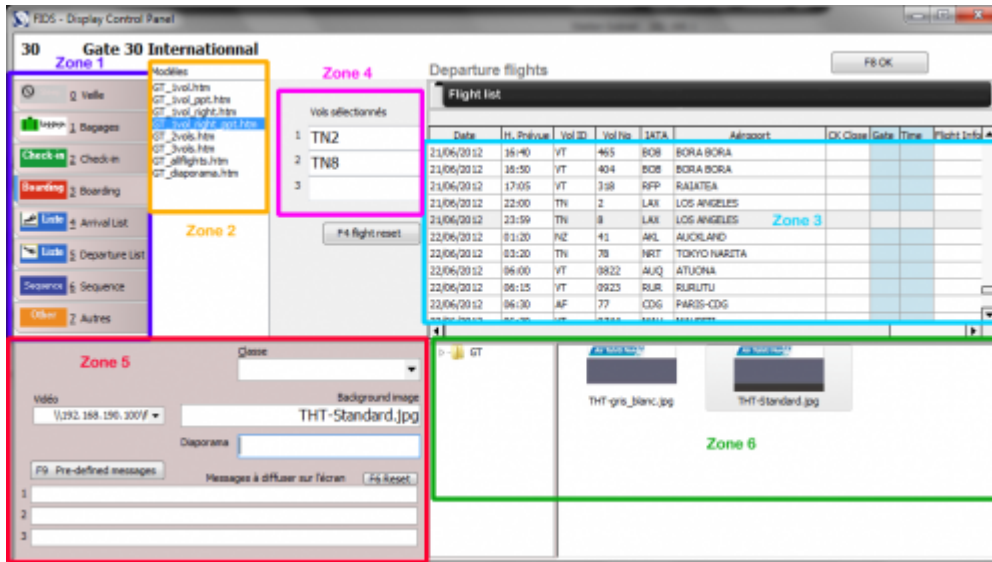 FIDS - Display Control Panel
30 Gate 30 Internationnal
Zone 1
0 Veille
1 Bagages
Check-in 2 Check-in
Boarding 3 Boarding
Liste 4 Arrival List
Liste 5 Departure List
Sequence 6 Sequence
Other 7 Autres
Modèles
GT_1vol.htm
GT_1vol_ppt.htm
GT_1vol_right.htm
GT_1vol_right_ppt.htm
GT_2vols.htm
GT_3vols.htm
GT_allflights.htm
GT_diaporama.htm
Zone 2
Zone 4
Vols sélectionnés
1 TN2
2 TN8
3
F4 flight reset
Departure flights
F8 OK
Flight list
Date H. Prévue Vol ID Vol No IATA Aéroport CK Close Gate Time Flight Info
21/06/2012 16:40 VT 465 BOB BORA BORA
21/06/2012 16:50 VT 404 BOB BORA BORA
21/06/2012 17:05 VT 318 RFP RAIATEA
21/06/2012 22:00 TN 2 LAX LOS ANGELES
21/06/2012 23:59 TN 8 LAX LOS ANGELES
Zone 3
22/06/2012 01:20 NZ 41 AKL AUCKLAND
22/06/2012 03:20 TN 78 NRT TOKYO NARITA
22/06/2012 06:00 VT 0822 AUQ ATUONA
22/06/2012 06:15 VT 0923 RUR RURUTU
22/06/2012 06:30 AF 77 CDG PARIS-CDG
Zone 5
Classe
Vidéo
\\192.168.190.100\f
Background image
THT-Standard.jpg
Diaporama
F9 Pre-defined messages
Messages à diffuser sur l'écran
F6 Reset
1
2
3
GT
THT-gris_blanc.jpg
THT-Standard.jpg
Zone 6